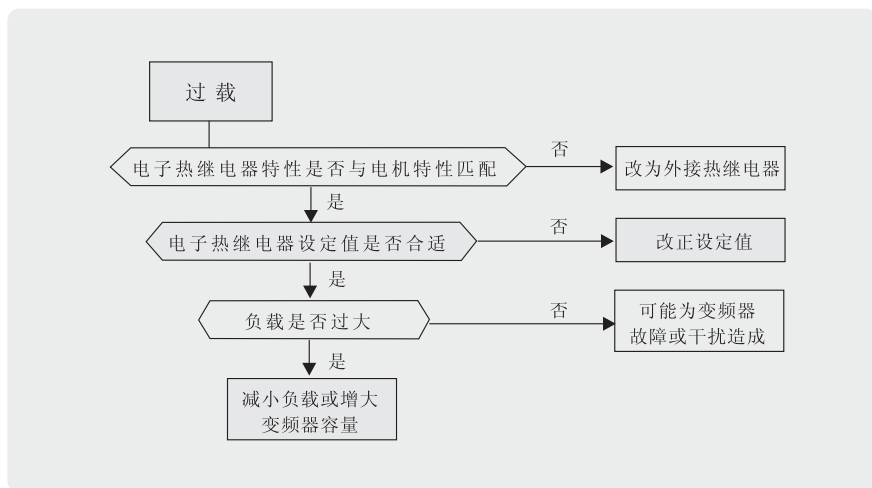 过载
电子热继电器特性是否与电机特性匹配
否
改为外接热继电器
是
电子热继电器设定值是否合适
否
改正设定值
是
负载是否过大
否
可能为变频器
故障或干扰造成
是
减小负载或增大
变频器容量